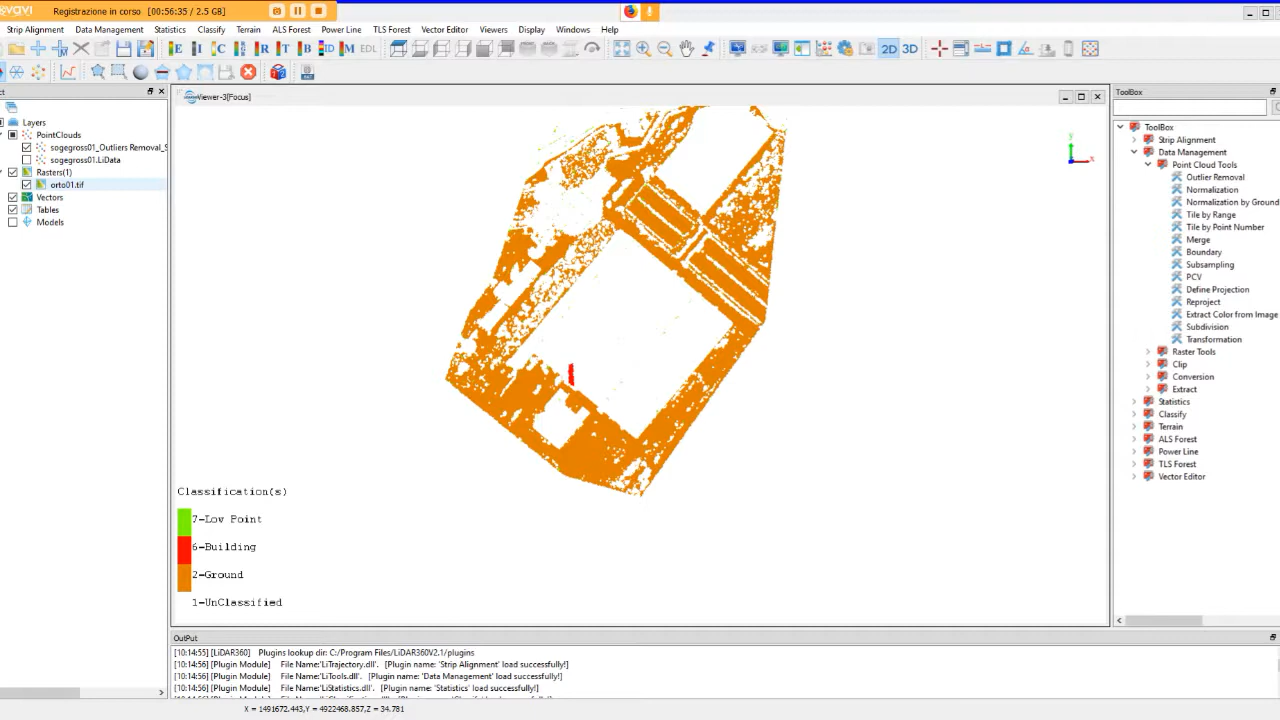 Registrazione in corso [00:56:35 / 2.5 GB]
Strip Alignment Data Management Statistics Classify Terrain ALS Forest Power Line TLS Forest Vector Editor Viewers Display Windows Help
E I C R T B ID M EDL 2D 3D
Viewer-3[Focus]
Layers
PointClouds
sogegross01_Outliers Removal_S
sogegross01.LiData
Rasters(1)
orto01.tif
Vectors
Tables
Models
y
x
Classification(s)
7-Low Point
6-Building
2-Ground
1-UnClassified
ToolBox
ToolBox
Strip Alignment
Data Management
Point Cloud Tools
Outlier Removal
Normalization
Normalization by Ground
Tile by Range
Tile by Point Number
Merge
Boundary
Subsampling
PCV
Define Projection
Reproject
Extract Color from Image
Subdivision
Transformation
Raster Tools
Clip
Conversion
Extract
Statistics
Classify
Terrain
ALS Forest
Power Line
TLS Forest
Vector Editor
OutPut
[10:14:55] [LiDAR360] Plugins lookup dir: C:/Program Files/LiDAR360V2.1/plugins
[10:14:56] [Plugin Module] File Name:'LiTrajectory.dll'. [Plugin name: 'Strip Alignment' load successfully!]
[10:14:56] [Plugin Module] File Name:'LiTools.dll'. [Plugin name: 'Data Management' load successfully!]
[10:14:56] [Plugin Module] File Name:'LiStatistics.dll'. [Plugin name: 'Statistics' load successfully!]
X = 1491672.443,Y = 4922468.857,Z = 34.781